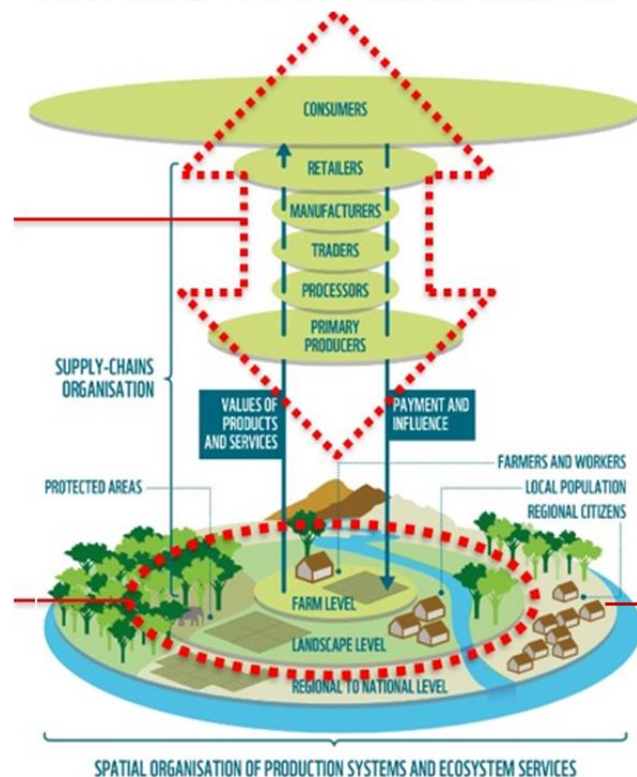 CONSUMERS
RETAILERS
MANUFACTURERS
TRADERS
PROCESSORS
PRIMARY
PRODUCERS
SUPPLY-CHAINS
ORGANISATION
VALUES OF
PRODUCTS
AND SERVICES
PAYMENT AND
INFLUENCE
FARMERS AND WORKERS
PROTECTED AREAS
LOCAL POPULATION
REGIONAL CITIZENS
FARM LEVEL
LANDSCAPE LEVEL
REGIONAL TO NATIONAL LEVEL
SPATIAL ORGANISATION OF PRODUCTION SYSTEMS AND ECOSYSTEM SERVICES